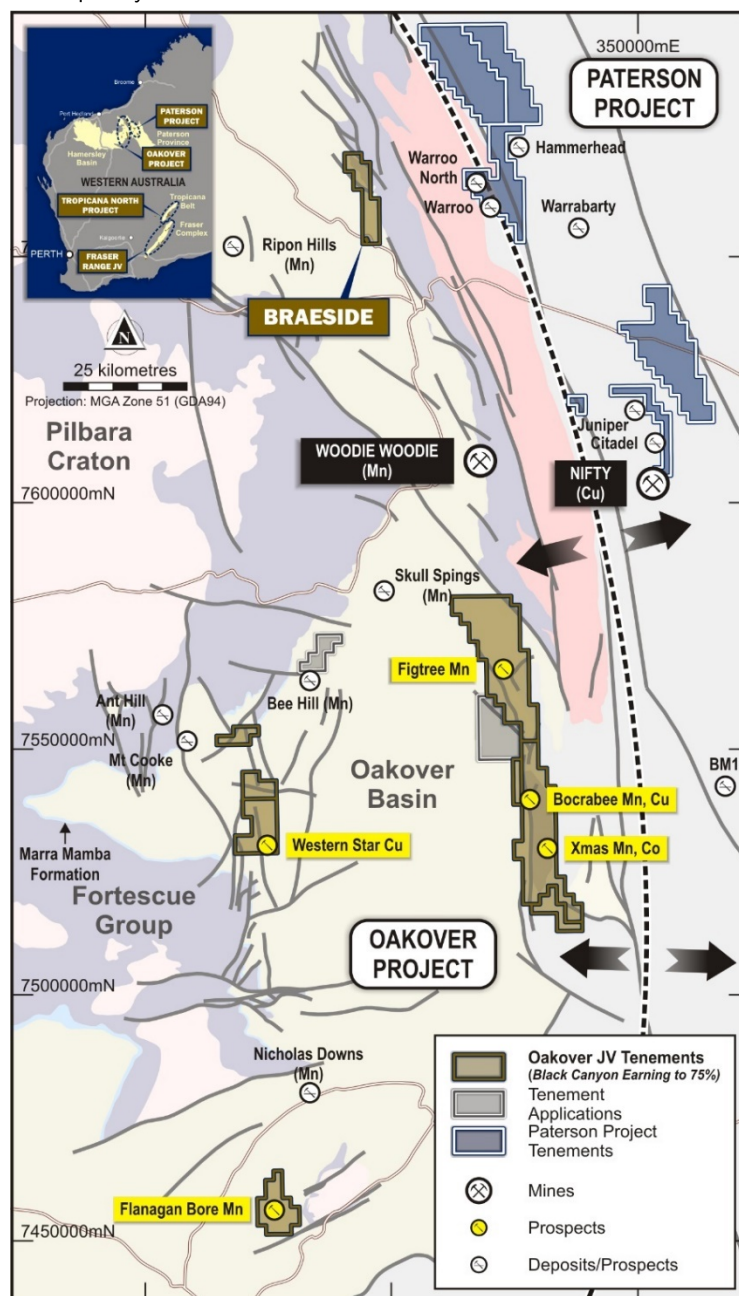 350000mE
PATERSON
PROJECT
Broome
Port Hedland
PATERSON
PROJECT
Paterson
Province
Hamersley
Basin
OAKOVER
PROJECT
WESTERN AUSTRALIA
TROPICANA NORTH
PROJECT
Tropicana
Belt
Kalgoorlie
Fraser
Complex
PERTH
FRASER
RANGE JV
Hammerhead
Warroo
North
Warroo
Warrabarty
Ripon Hills
(Mn)
BRAESIDE
N
25 kilometres
Projection: MGA Zone 51 (GDA94)
Pilbara
Craton
Juniper
Citadel
WOODIE WOODIE
(Mn)
NIFTY
(Cu)
7600000mN
Skull Spings
(Mn)
Figtree Mn
Bee Hill (Mn)
Ant Hill
(Mn)
Mt Cooke
(Mn)
7550000mN
Oakover
Basin
BM1
Bocrabee Mn, Cu
Western Star Cu
Xmas Mn, Co
Marra Mamba
Formation
Fortescue
Group
OAKOVER
PROJECT
7500000mN
Nicholas Downs
(Mn)
Flanagan Bore Mn
7450000mN
Oakover JV Tenements
(Black Canyon Earning to 75%)
Tenement
Applications
Paterson Project
Tenements
Mines
Prospects
Deposits/Prospects